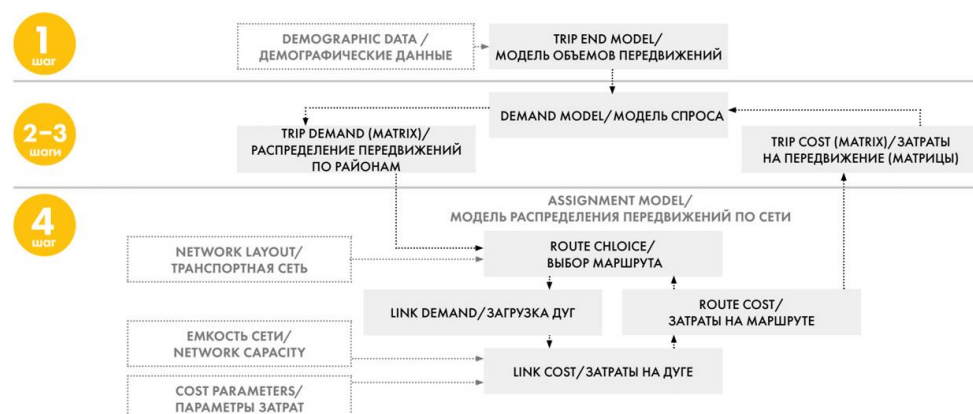 1
шаг
DEMOGRAPHIC DATA /
ДЕМОГРАФИЧЕСКИЕ ДАННЫЕ
TRIP END MODEL/
МОДЕЛЬ ОБЪЕМОВ ПЕРЕДВИЖЕНИЙ
2–3
шаги
DEMAND MODEL/МОДЕЛЬ СПРОСА
TRIP DEMAND (MATRIX)/
РАСПРЕДЕЛЕНИЕ ПЕРЕДВИЖЕНИЙ
ПО РАЙОНАМ
TRIP COST (MATRIX)/ЗАТРАТЫ
НА ПЕРЕДВИЖЕНИЕ (МАТРИЦЫ)
4
шаг
ASSIGNMENT MODEL/
МОДЕЛЬ РАСПРЕДЕЛЕНИЯ ПЕРЕДВИЖЕНИЙ ПО СЕТИ
NETWORK LAYOUT/
ТРАНСПОРТНАЯ СЕТЬ
ROUTE CHLOICE/
ВЫБОР МАРШРУТА
LINK DEMAND/ЗАГРУЗКА ДУГ
ROUTE COST/
ЗАТРАТЫ НА МАРШРУТЕ
ЕМКОСТЬ СЕТИ/
NETWORK CAPACITY
LINK COST/ЗАТРАТЫ НА ДУГЕ
COST PARAMETERS/
ПАРАМЕТРЫ ЗАТРАТ